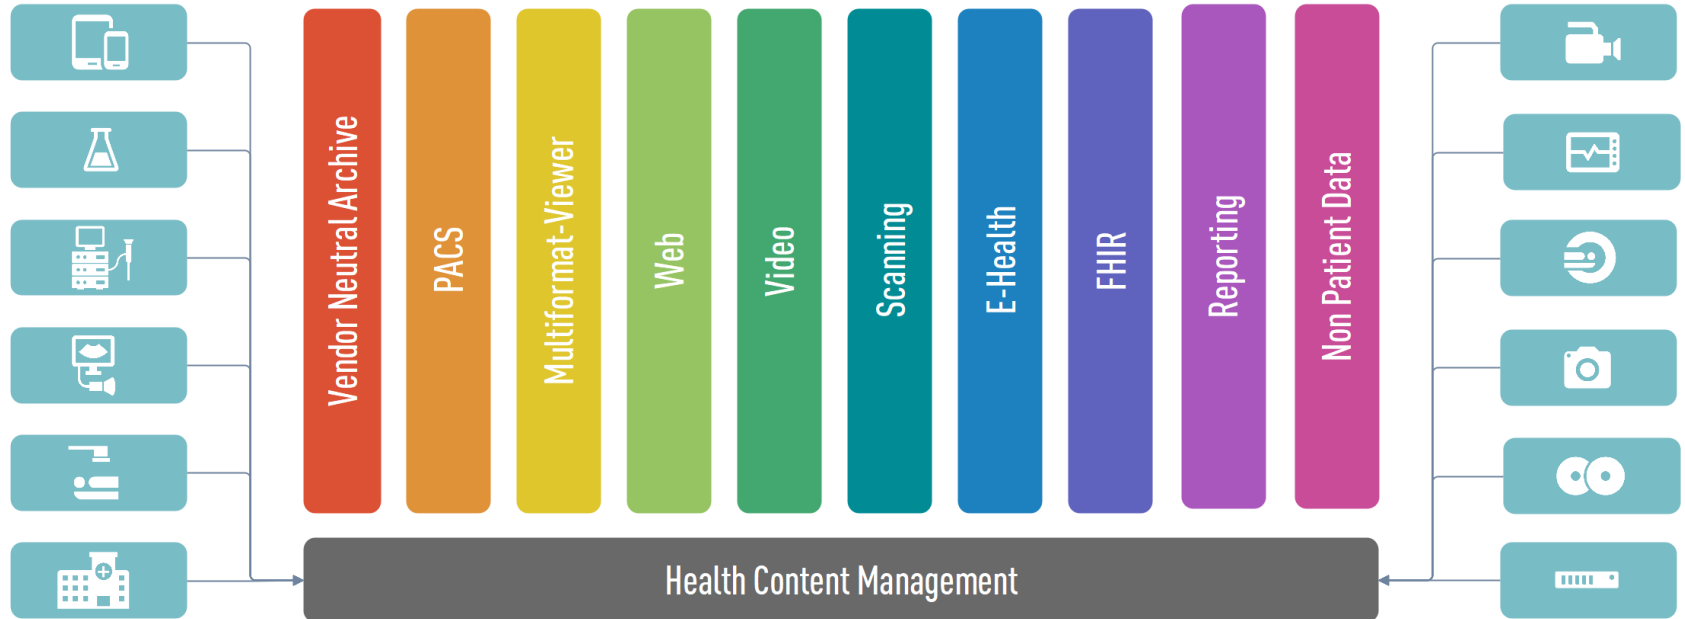 Vendor Neutral Archive
PACS
Multiformat-Viewer
Web
Video
Scanning
E-Health
FHIR
Reporting
Non Patient Data
Health Content Management